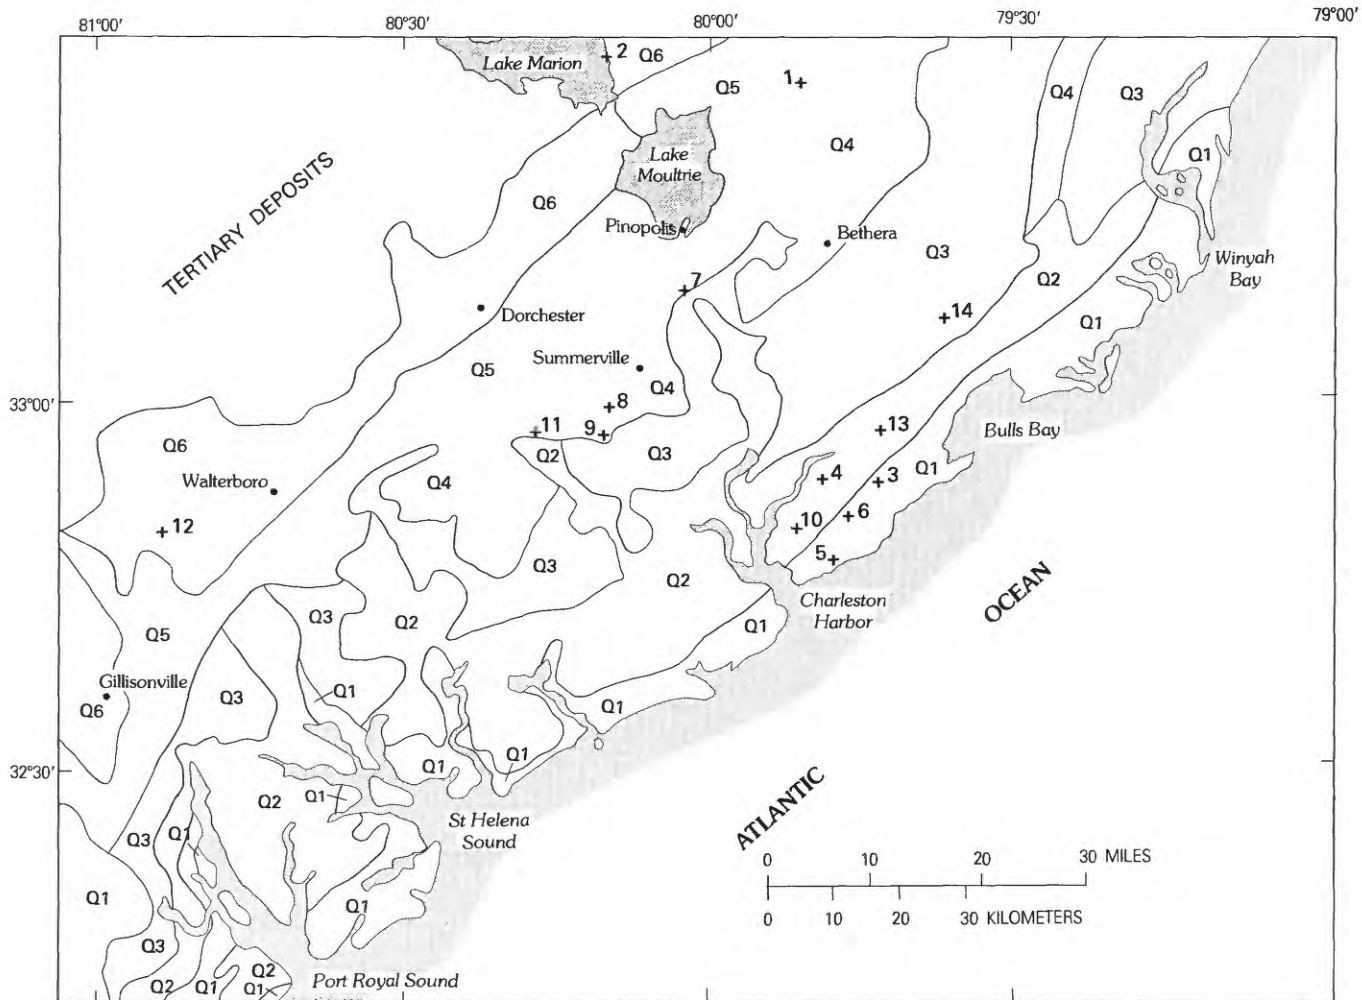 81°00' 80°30' 80°00' 79°30' 79°00'
2
Q6
Lake Marion
1
Q5
Q4
Q3
Q4
Lake
Moultrie
Q1
Q6
TERTIARY DEPOSITS
Pinopolis
Bethera
Q3
Winyah
Bay
Q2
7
Dorchester
14
Q1
Summerville
Q5
Q4
33°00'
8
11
9
13
Bulls Bay
Q6
Q2
Q3
Q1
Walterboro
Q4
4
3
12
10
6
5
Q3
Q2
OCEAN
Charleston
Harbor
Q3
Q2
Q1
Q5
Gillisonville
Q3
Q1
Q6
Q1
Q1
Q1
32°30'
Q2
Q1
ATLANTIC
St Helena
Sound
Q3
Q1
0 10 20 30 MILES
Q1
Q1
0 10 20 30 KILOMETERS
Q3
Q2
Q2
Q1
Q1
Port Royal Sound